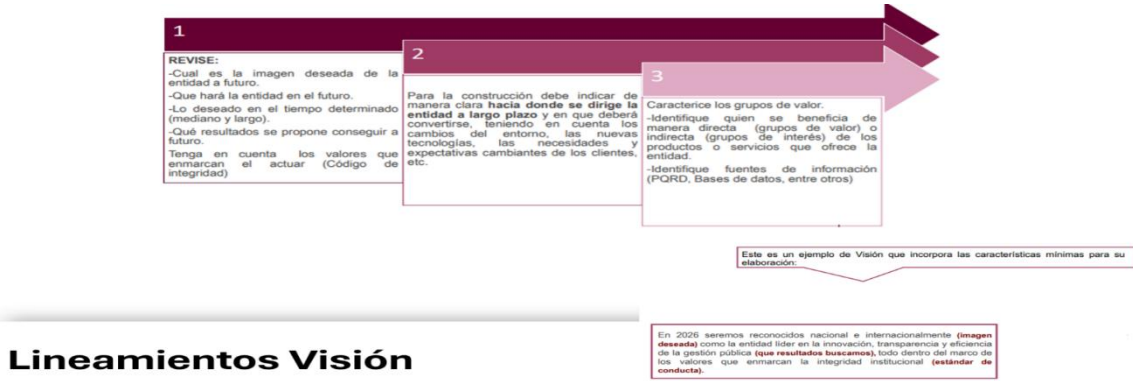 1
REVISE:
-Cual es la imagen deseada de la
entidad a futuro.
-Que hará la entidad en el futuro.
-Lo deseado en el tiempo determinado
(mediano y largo).
-Qué resultados se propone conseguir a
futuro.
Tenga en cuenta los valores que
enmarcan el actuar (Código de
integridad)
2
Para la construcción debe indicar de
manera clara hacia donde se dirige la
entidad a largo plazo y en que deberá
convertirse, teniendo en cuenta los
cambios del entorno, las nuevas
tecnologías, las necesidades y
expectativas cambiantes de los clientes,
etc.
3
Caracterice los grupos de valor.
-Identifique quien se beneficia de
manera directa (grupos de valor) o
indirecta (grupos de interés) de los
productos o servicios que ofrece la
entidad.
-Identifique fuentes de información
(PQRD, Bases de datos, entre otros)
Este es un ejemplo de Visión que incorpora las características mínimas para su
elaboración:
En 2026 seremos reconocidos nacional e internacionalmente (imagen
deseada) como la entidad líder en la innovación, transparencia y eficiencia
de la gestión pública (que resultados buscamos), todo dentro del marco de
los valores que enmarcan la integridad institucional (estándar de
conducta).
Lineamientos Visión